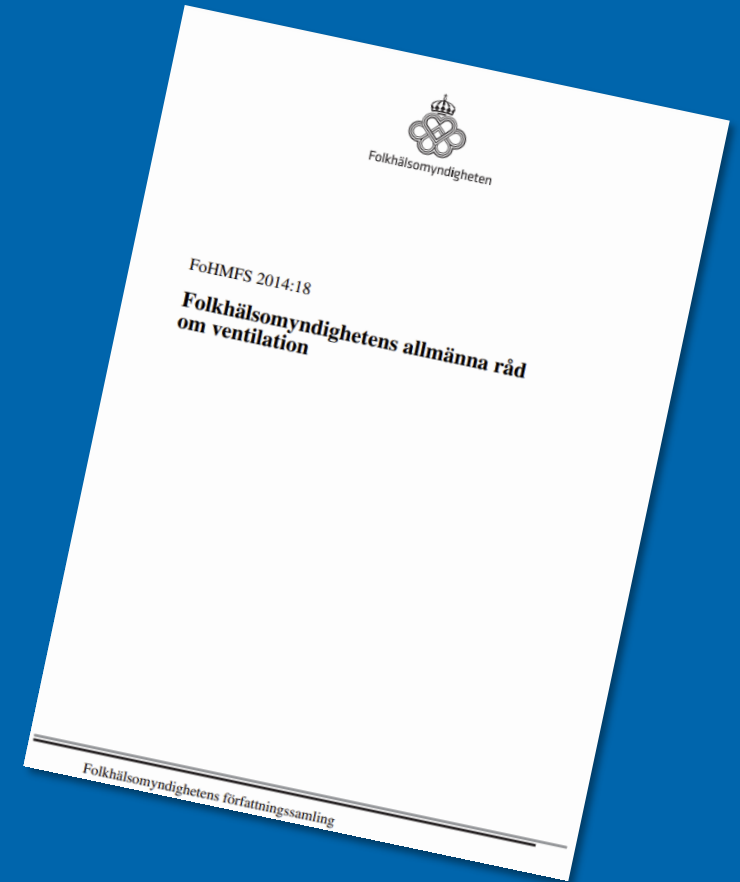 Folkhälsomyndigheten
FoHMFS 2014:18
Folkhälsomyndighetens allmänna råd
om ventilation
Folkhälsomyndighetens författningssamling